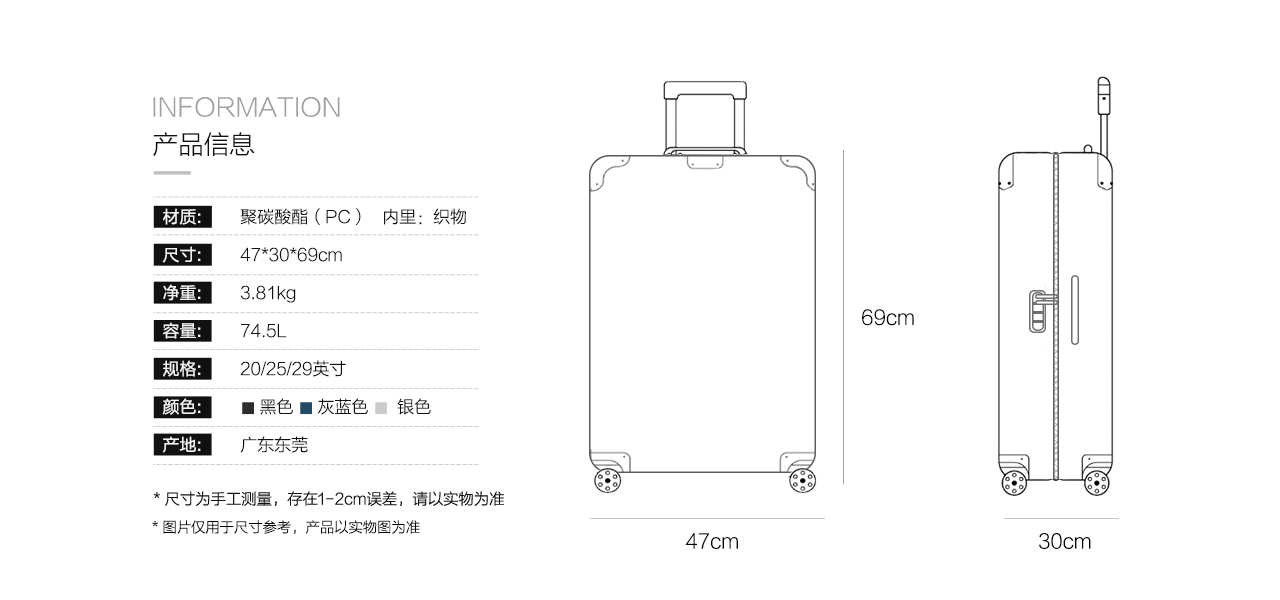 INFORMATION
产品信息
材质: 聚碳酸酯（PC） 内里：织物
尺寸: 47*30*69cm
净重: 3.81kg
容量: 74.5L
规格: 20/25/29英寸
颜色: 黑色 灰蓝色 银色
产地: 广东东莞
* 尺寸为手工测量，存在1-2cm误差，请以实物为准
* 图片仅用于尺寸参考，产品以实物图为准
69cm
47cm
30cm